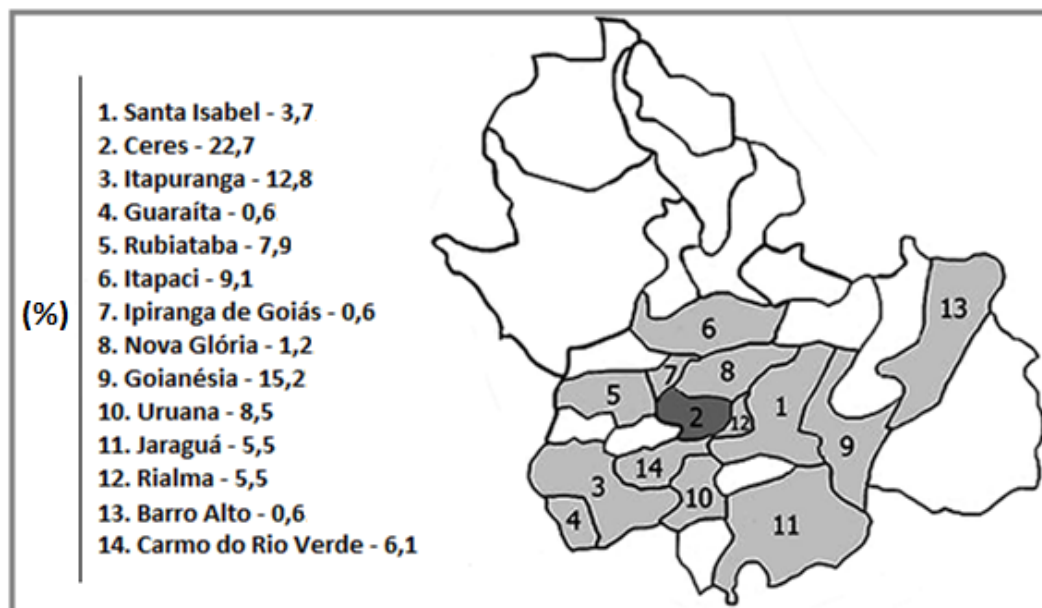 (%)
1. Santa Isabel - 3,7
2. Ceres - 22,7
3. Itapuranga - 12,8
4. Guaraíta - 0,6
5. Rubiataba - 7,9
6. Itapaci - 9,1
7. Ipiranga de Goiás - 0,6
8. Nova Glória - 1,2
9. Goianésia - 15,2
10. Uruana - 8,5
11. Jaraguá - 5,5
12. Rialma - 5,5
13. Barro Alto - 0,6
14. Carmo do Rio Verde - 6,1
13
6
7
8
5
2
12
1
9
14
3
10
4
11